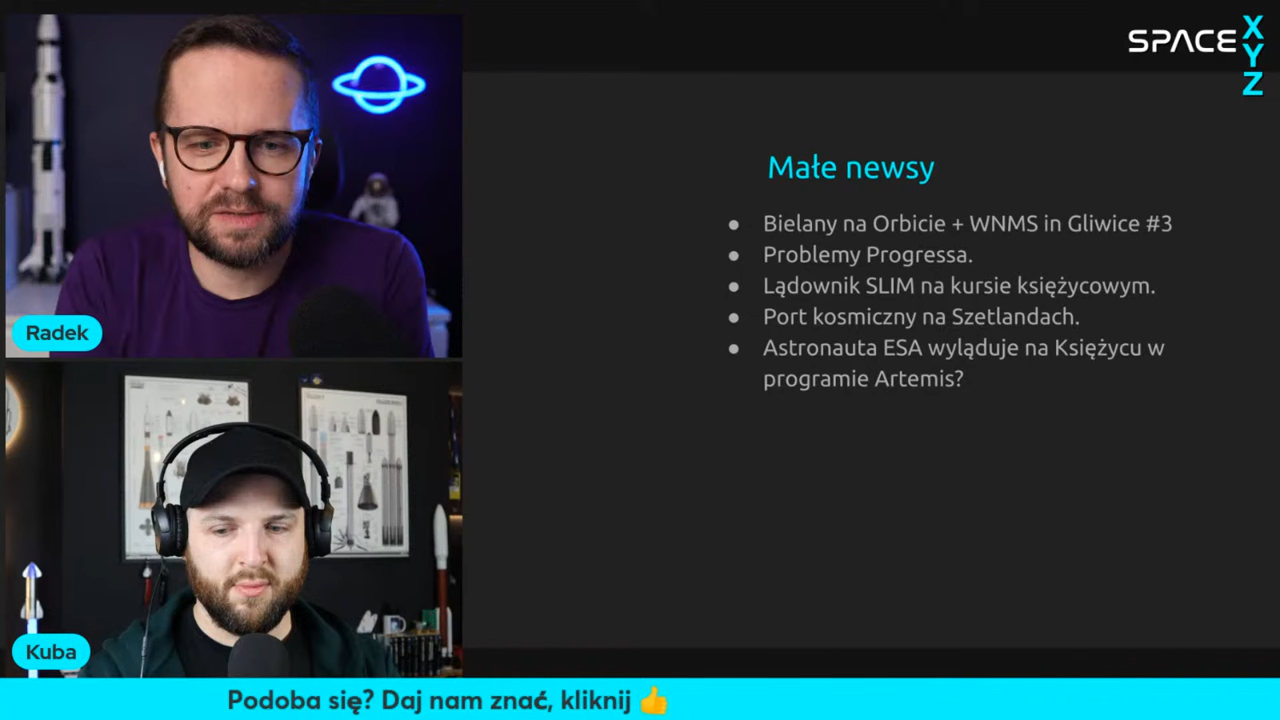 SPACE XYZ
Małe newsy
● Bielany na Orbicie + WNMS in Gliwice #3
● Problemy Progressa.
● Lądownik SLIM na kursie księżycowym.
● Port kosmiczny na Szetlandach.
● Astronauta ESA wyląduje na Księżycu w
programie Artemis?
Radek
Kuba
Podoba się? Daj nam znać, kliknij 👍